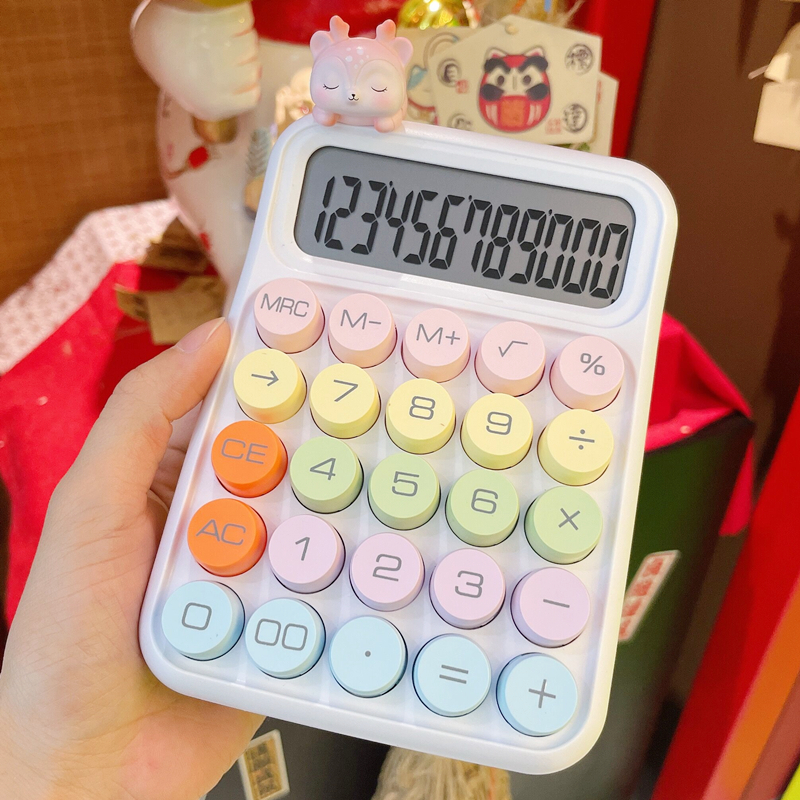 123456789000
MRC M- M+ √ %
→ 7 8 9 ÷
CE 4 5 6 ×
AC 1 2 3 −
0 00 · = +